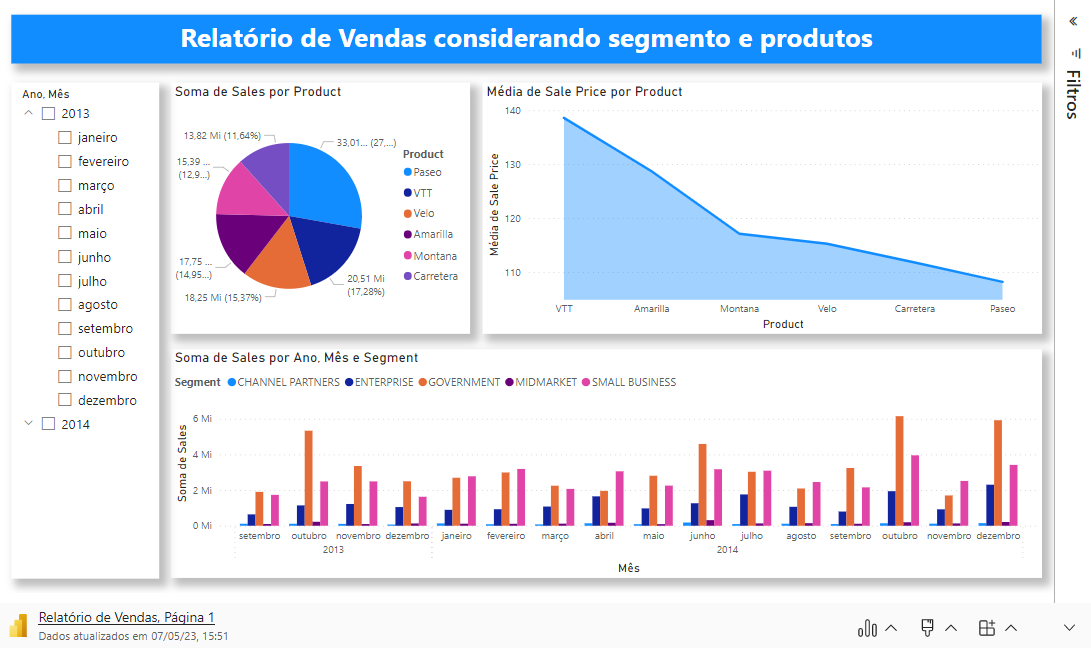 Relatório de Vendas considerando segmento e produtos
Filtros
Ano, Mês
2013
janeiro
fevereiro
março
abril
maio
junho
julho
agosto
setembro
outubro
novembro
dezembro
2014
Soma de Sales por Product
13,82 Mi (11,64%)
33,01... (27,...)
15,39 ...
(12,9...)
17,75 ...
(14,95...)
18,25 Mi (15,37%)
20,51 Mi
(17,28%)
Product
Paseo
VTT
Velo
Amarilla
Montana
Carretera
Média de Sale Price por Product
Média de Sale Price
140
130
120
110
VTT Amarilla Montana Velo Carretera Paseo
Product
Soma de Sales por Ano, Mês e Segment
Segment CHANNEL PARTNERS ENTERPRISE GOVERNMENT MIDMARKET SMALL BUSINESS
Soma de Sales
6 Mi
4 Mi
2 Mi
0 Mi
setembro outubro novembro dezembro janeiro fevereiro março abril maio junho julho agosto setembro outubro novembro dezembro
2013 2014
Mês
Relatório de Vendas, Página 1
Dados atualizados em 07/05/23, 15:51